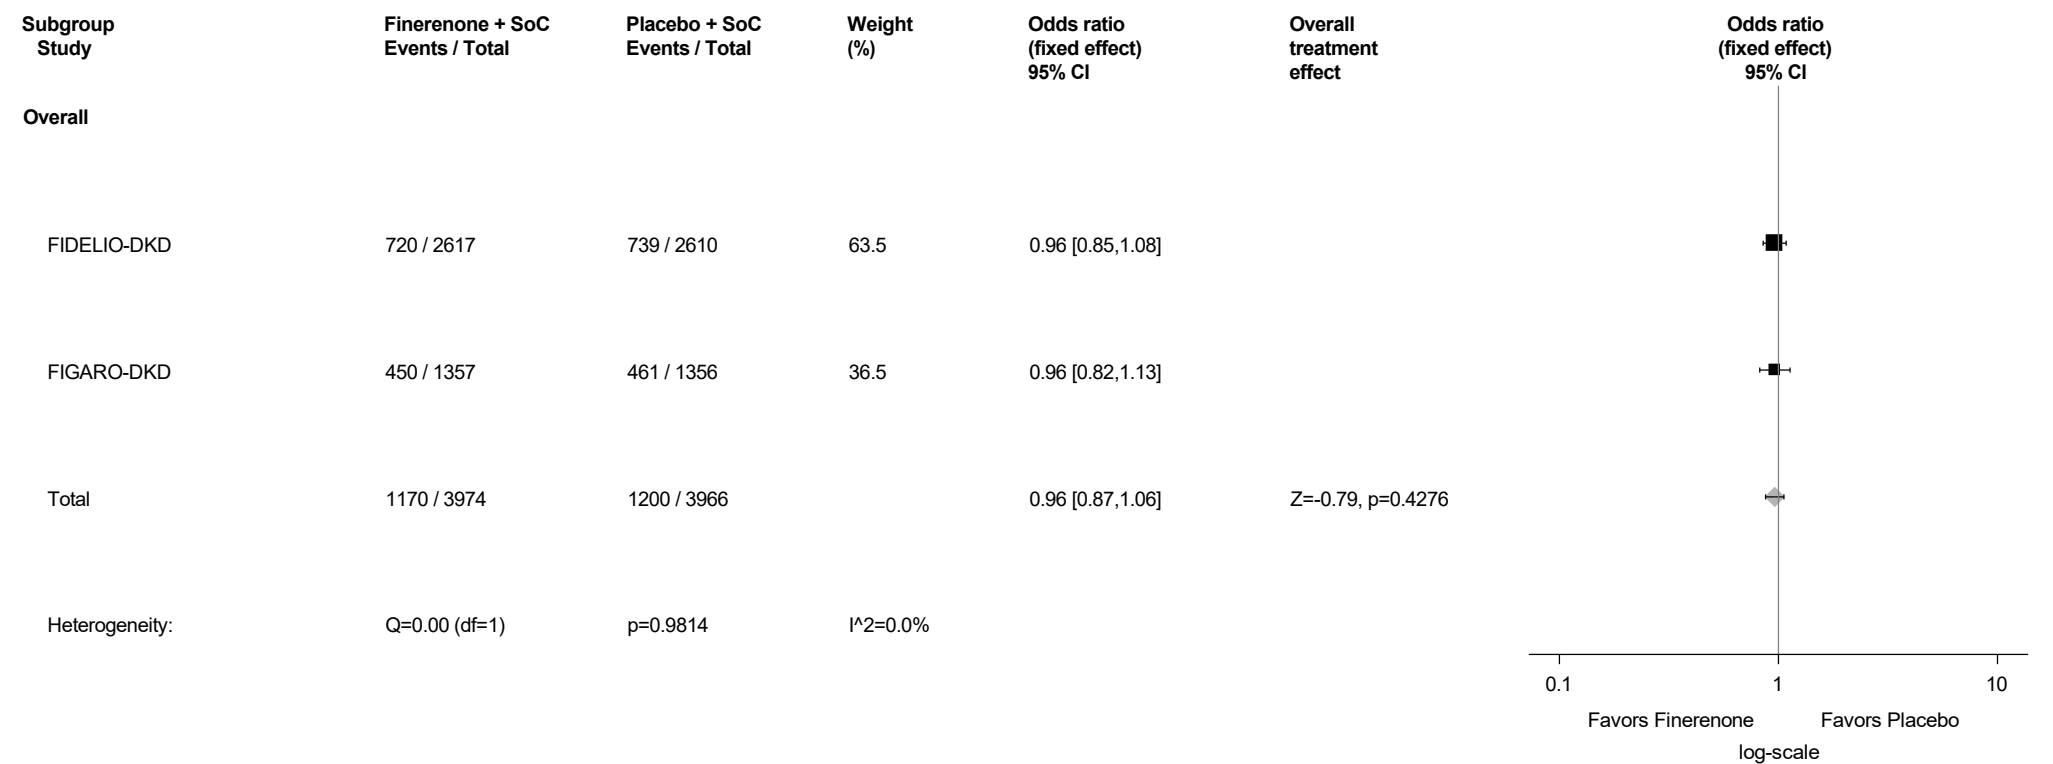 Subgroup Finerenone + SoC Placebo + SoC Weight Odds ratio Overall Odds ratio
Study Events / Total Events / Total (%) (fixed effect) treatment (fixed effect)
95% CI effect 95% CI
Overall
FIDELIO-DKD 720 / 2617 739 / 2610 63.5 0.96 [0.85,1.08]
FIGARO-DKD 450 / 1357 461 / 1356 36.5 0.96 [0.82,1.13]
Total 1170 / 3974 1200 / 3966 0.96 [0.87,1.06] Z=-0.79, p=0.4276
Heterogeneity: Q=0.00 (df=1) p=0.9814 I^2=0.0%
0.1 1 10
Favors Finerenone Favors Placebo
log-scale